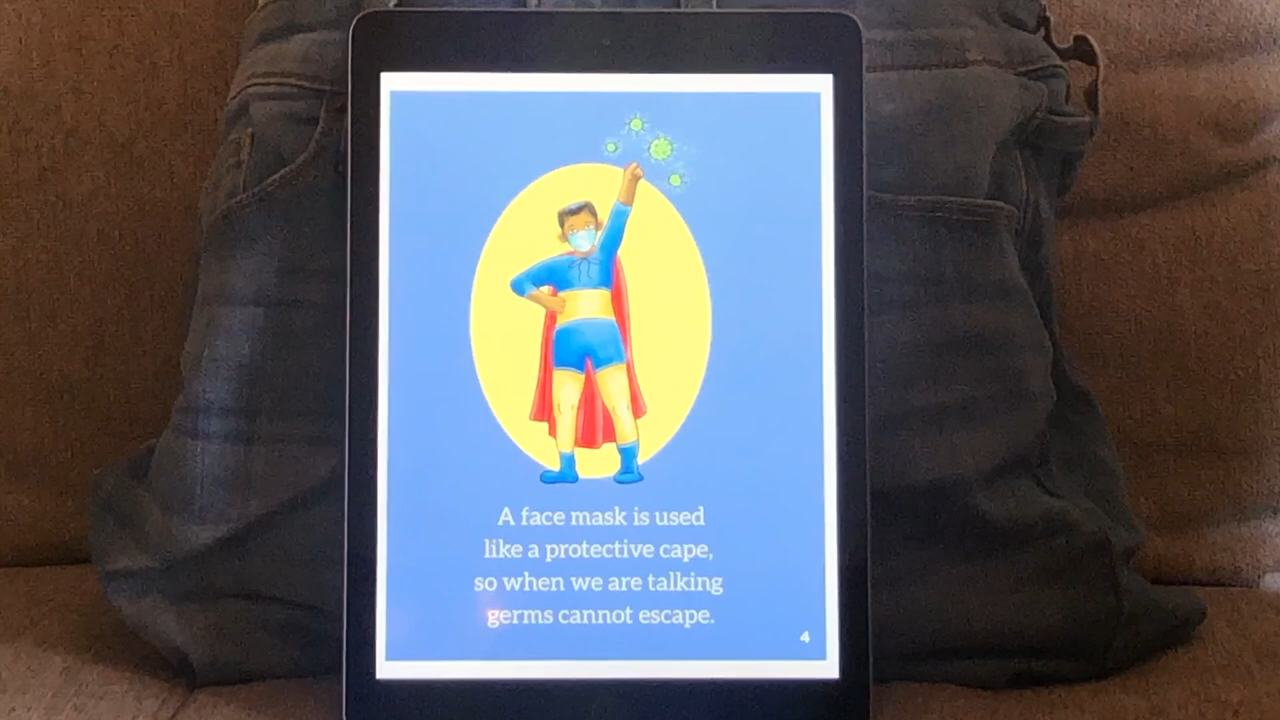 A face mask is used
like a protective cape,
so when we are talking
germs cannot escape.
4